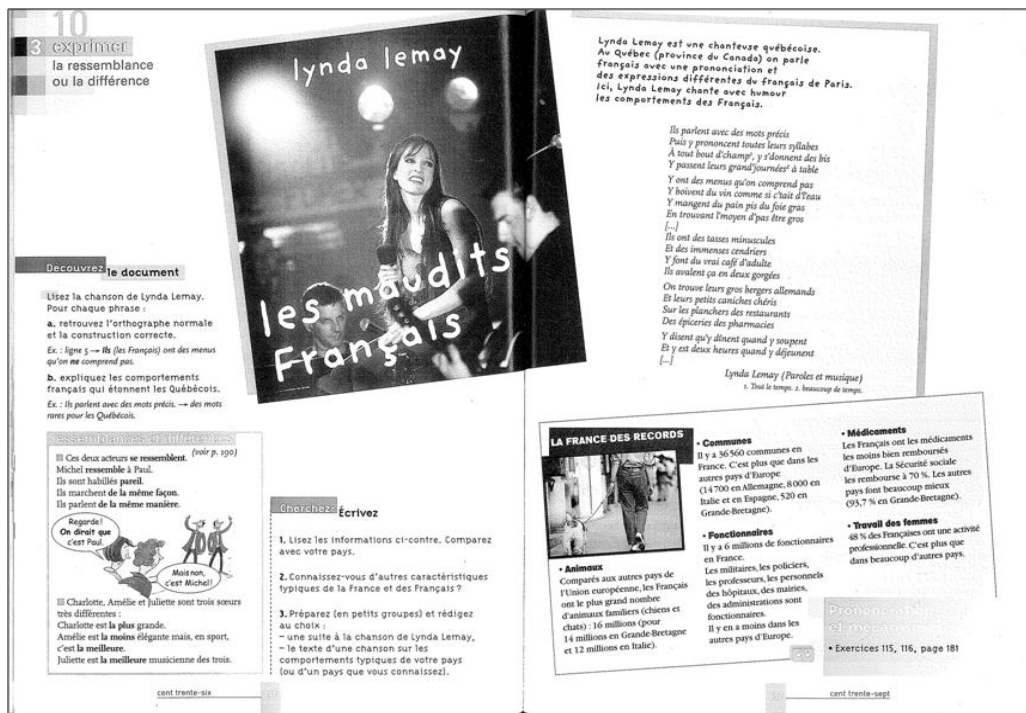 10
3 exprimer
la ressemblance
ou la différence
lynda lemay
les maudits
Français
Découvrez le document
Lisez la chanson de Lynda Lemay.
Pour chaque phrase :
a. retrouvez l'orthographe normale
et la construction correcte.
Ex. : ligne 5 → Ils (les Français) ont des menus
qu'on ne comprend pas.
b. expliquez les comportements
français qui étonnent les Québécois.
Ex. : Ils parlent avec des mots précis. → des mots
rares pour les Québécois.
ressemblances et différences
(voir p. 190)
Ces deux acteurs se ressemblent.
Michel ressemble à Paul.
Ils sont habillés pareil.
Ils marchent de la même façon.
Ils parlent de la même manière.
Regarde!
On dirait que
c'est Paul.
Mais non,
c'est Michel!
Charlotte, Amélie et Juliette sont trois sœurs
très différentes :
Charlotte est la plus grande.
Amélie est la moins élégante mais, en sport,
c'est la meilleure.
Juliette est la meilleure musicienne des trois.
Cherchez Écrivez
1. Lisez les informations ci-contre. Comparez
avec votre pays.
2. Connaissez-vous d'autres caractéristiques
typiques de la France et des Français ?
3. Préparez (en petits groupes) et rédigez
au choix :
– une suite à la chanson de Lynda Lemay,
– le texte d'une chanson sur les
comportements typiques de votre pays
(ou d'un pays que vous connaissez).
cent trente-six
Lynda Lemay est une chanteuse québécoise.
Au Québec (province du Canada) on parle
français avec une prononciation et
des expressions différentes du français de Paris.
Ici, Lynda Lemay chante avec humour
les comportements des Français.
Ils parlent avec des mots précis
Puis y prononcent toutes leurs syllabes
À tout bout d'champ¹, y s'donnent des bis
Y passent leurs grand'journées² à table
Y ont des menus qu'on comprend pas
Y boivent du vin comme si c'tait d'l'eau
Y mangent du pain pis du foie gras
En trouvant l'moyen d'pas être gros
[...]
Ils ont des tasses minuscules
Et des immenses cendriers
Y font du vrai café d'adulte
Ils avalent ça en deux gorgées
On trouve leurs gros bergers allemands
Et leurs petits caniches chéris
Sur les planchers des restaurants
Des épiceries des pharmacies
Y disent qu'y dînent quand y soupent
Et y est deux heures quand y déjeunent
[...]
Lynda Lemay (Paroles et musique)
1. Tout le temps. 2. beaucoup de temps.
LA FRANCE DES RECORDS
• Animaux
Comparés aux autres pays de
l'Union européenne, les Français
ont le plus grand nombre
d'animaux familiers (chiens et
chats) : 16 millions (pour
14 millions en Grande-Bretagne
et 12 millions en Italie).
• Communes
Il y a 36 560 communes en
France. C'est plus que dans les
autres pays d'Europe
(14 700 en Allemagne, 8 000 en
Italie et en Espagne, 520 en
Grande-Bretagne).
• Fonctionnaires
Il y a 6 millions de fonctionnaires
en France.
Les militaires, les policiers,
les professeurs, les personnels
des hôpitaux, des mairies,
des administrations sont
fonctionnaires.
Il y en a moins dans les
autres pays d'Europe.
• Médicaments
Les Français ont les médicaments
les moins bien remboursés
d'Europe. La Sécurité sociale
les rembourse à 70 %. Les autres
pays font beaucoup mieux
(93,7 % en Grande-Bretagne).
• Travail des femmes
48 % des Françaises ont une activité
professionnelle. C'est plus que
dans beaucoup d'autres pays.
Prononciation
et mécanismes
• Exercices 115, 116, page 181
cent trente-sept